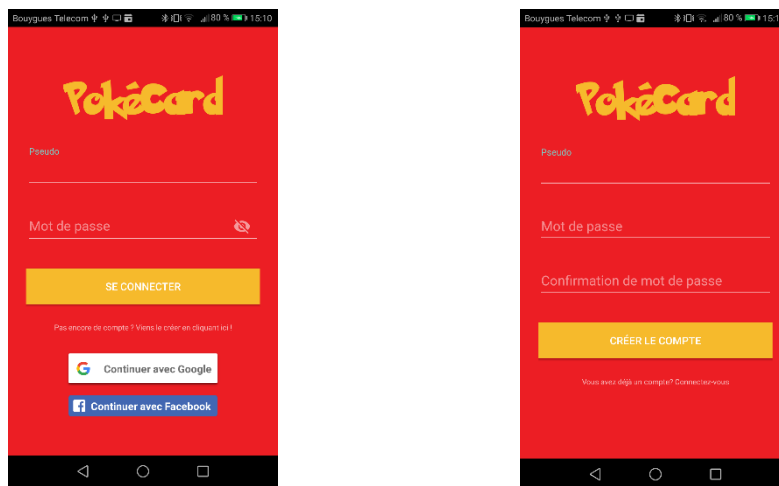 Bouygues Telecom 80 % 15:10
PokéCard
Pseudo
Mot de passe
SE CONNECTER
Pas encore de compte ? Viens le créer en cliquant ici !
Continuer avec Google
Continuer avec Facebook
Bouygues Telecom 80 % 15:1
PokéCard
Pseudo
Mot de passe
Confirmation de mot de passe
CRÉER LE COMPTE
Vous avez déjà un compte? Connectez-vous